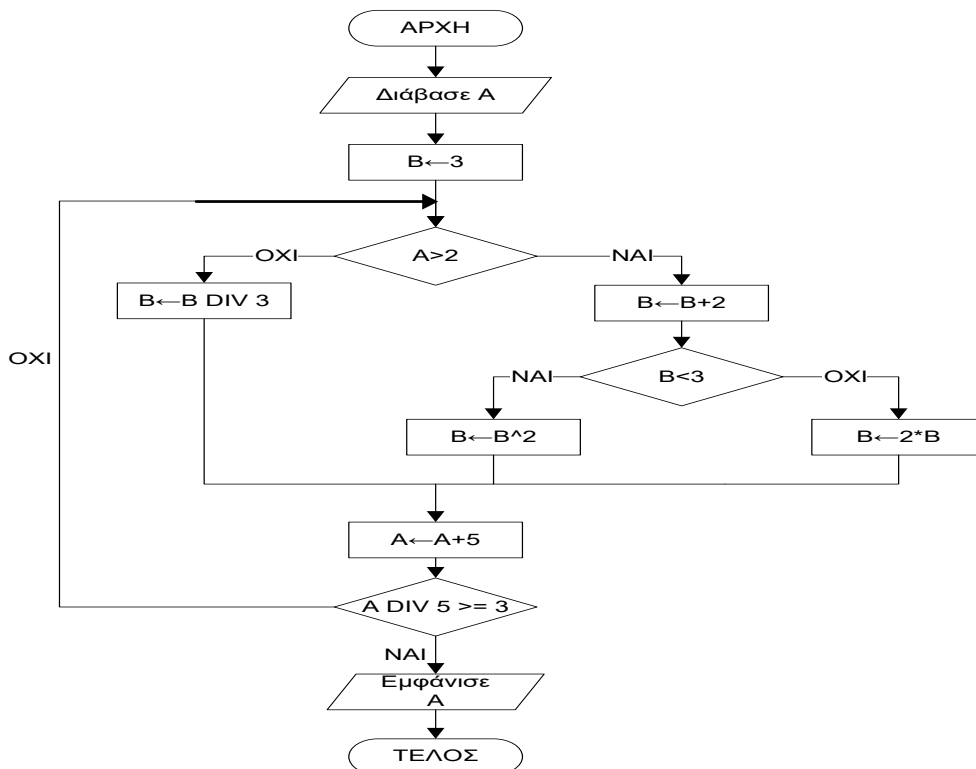 ΑΡΧΗ
Διάβασε Α
Β←3
Α>2
ΟΧΙ
ΝΑΙ
Β←Β DIV 3
Β←Β+2
ΟΧΙ
Β<3
ΝΑΙ
ΟΧΙ
Β←Β^2
Β←2*Β
Α←Α+5
Α DIV 5 >= 3
ΝΑΙ
Εμφάνισε
Α
ΤΕΛΟΣ